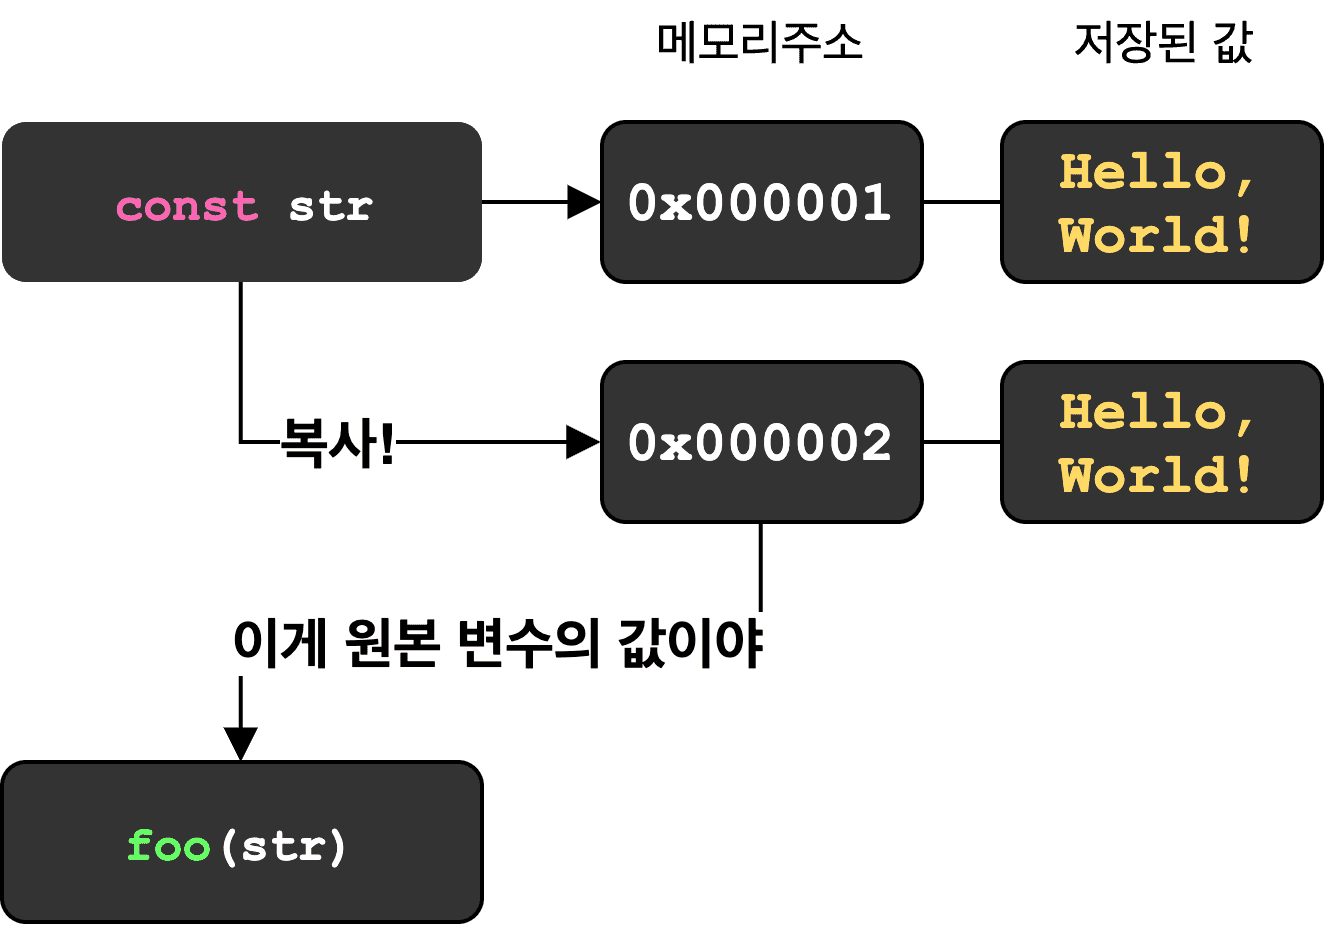 메모리주소
저장된 값
const str
0x000001
Hello,
World!
복사!
0x000002
Hello,
World!
이게 원본 변수의 값이야
foo(str)